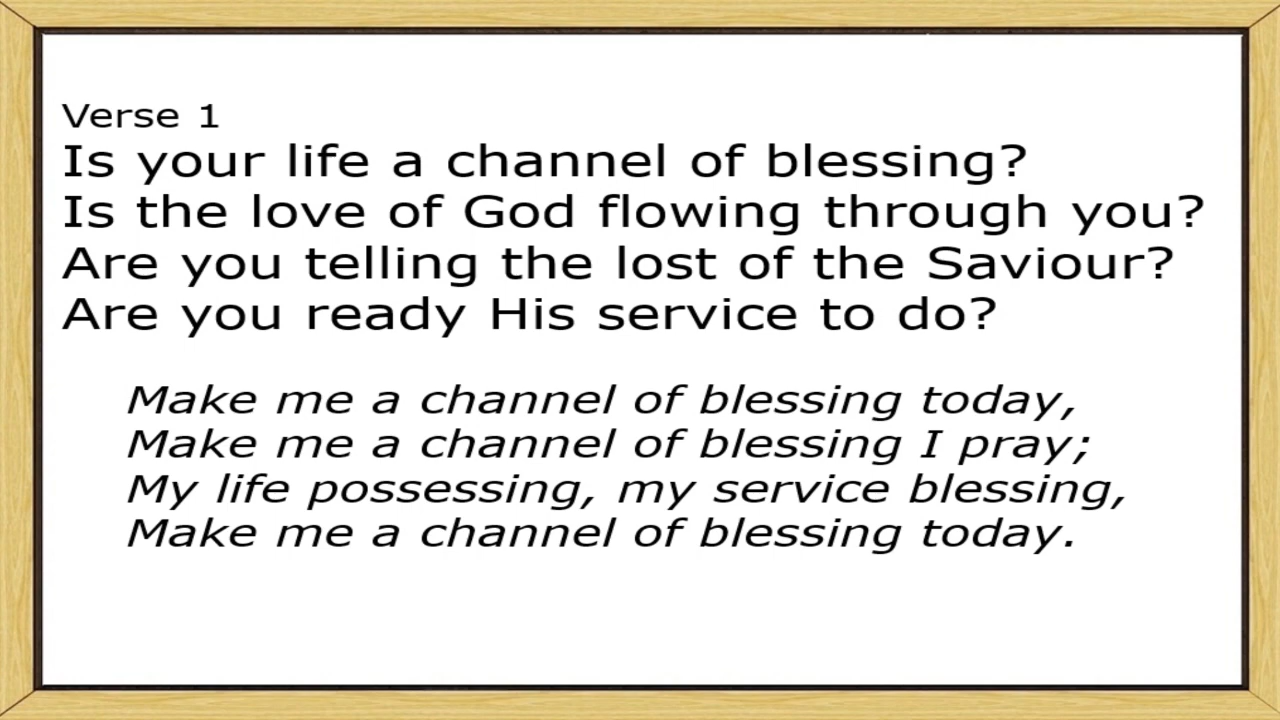 Verse 1
Is your life a channel of blessing?
Is the love of God flowing through you?
Are you telling the lost of the Saviour?
Are you ready His service to do?
Make me a channel of blessing today,
Make me a channel of blessing I pray;
My life possessing, my service blessing,
Make me a channel of blessing today.